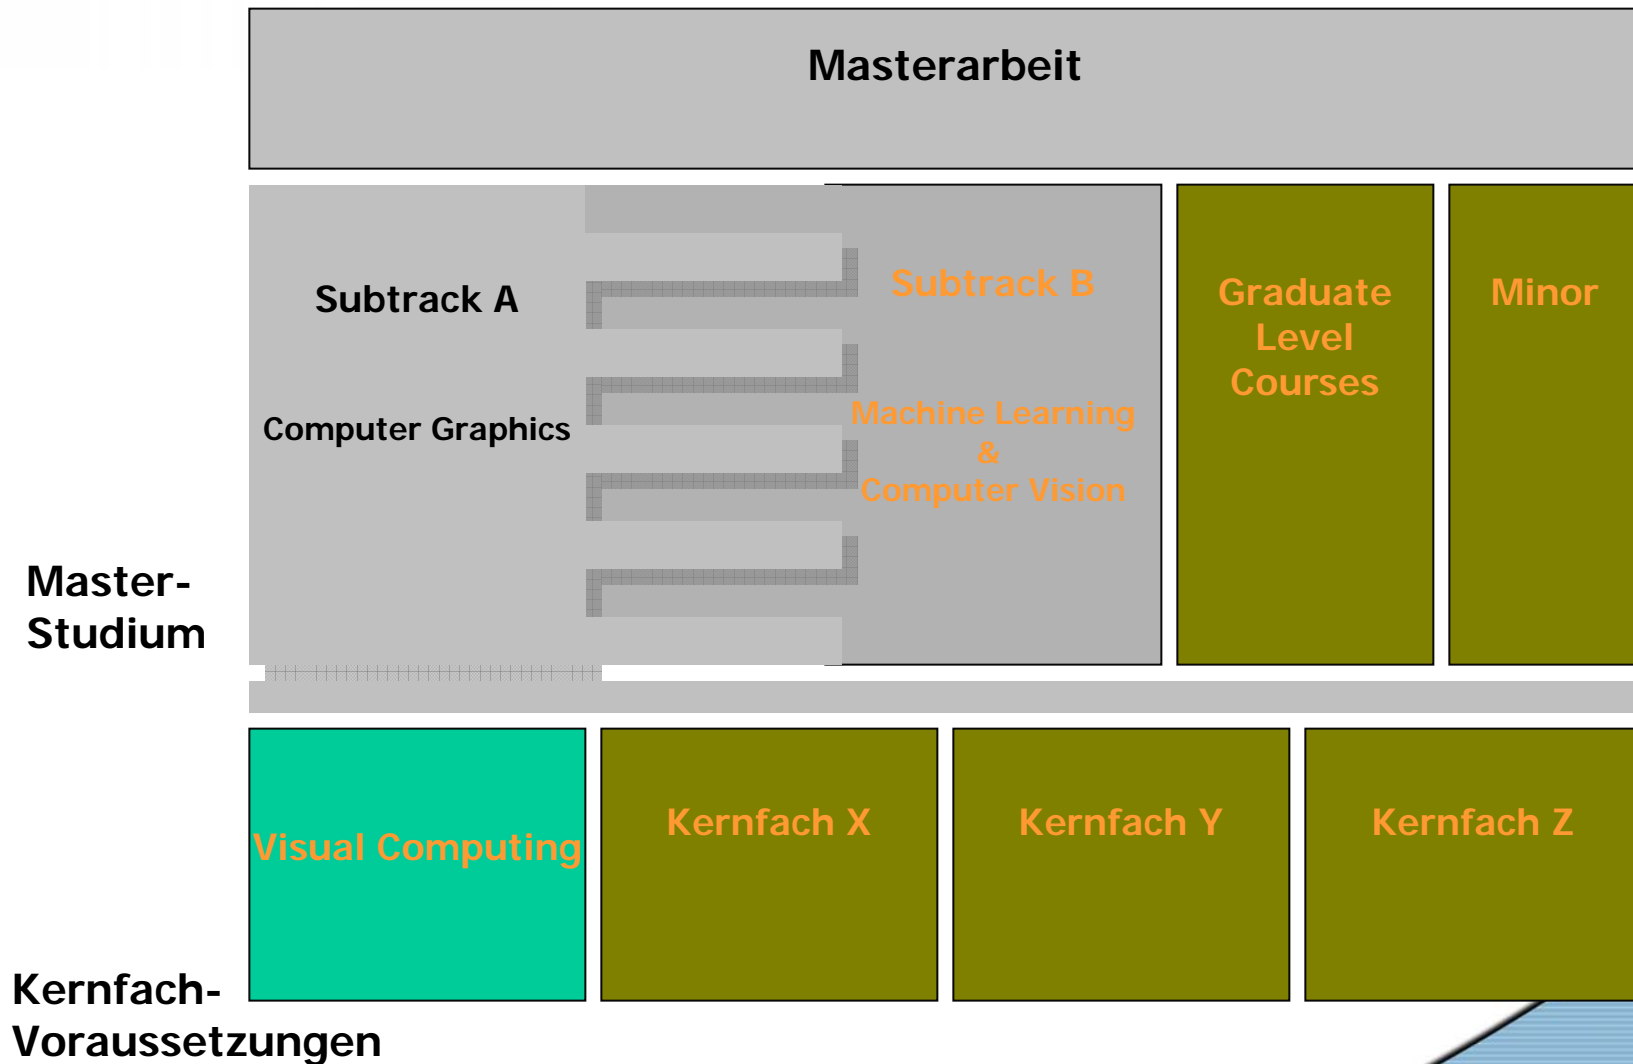 Masterarbeit
Subtrack A
Computer Graphics
Subtrack B
Machine Learning
&
Computer Vision
Graduate
Level
Courses
Minor
Master-
Studium
Visual Computing
Kernfach X
Kernfach Y
Kernfach Z
Kernfach-
Voraussetzungen